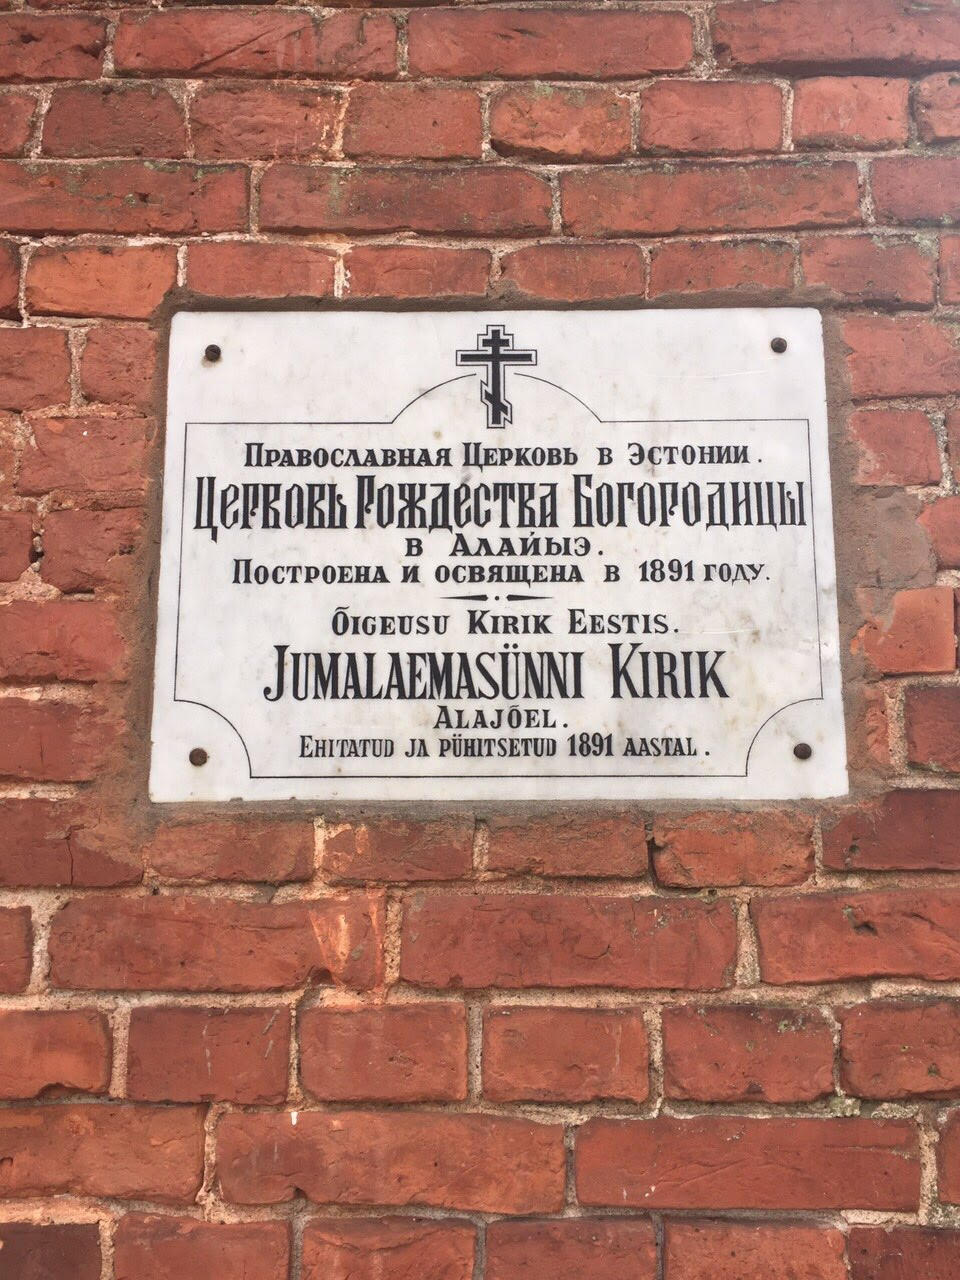 Православная Церковь в Эстонии.
Церковь Рождества Богородицы
в Алайыэ.
Построена и освящена в 1891 году.
Õigeusu Kirik Eestis.
Jumalaemasünni Kirik
Alajõel.
Ehitatud ja pühitsetud 1891 aastal.